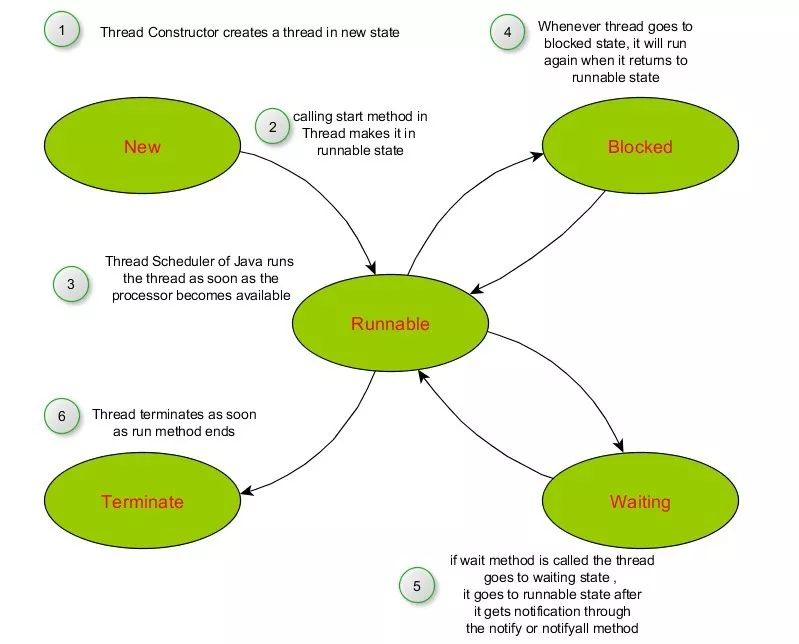 1
Thread Constructor creates a thread in new state
4
Whenever thread goes to
blocked state, it will run
again when it returns to
runnable state
New
2
calling start method in
Thread makes it in
runnable state
Blocked
3
Thread Scheduler of Java runs
the thread as soon as the
processor becomes available
Runnable
6
Thread terminates as soon
as run method ends
Terminate
Waiting
5
if wait method is called the thread
goes to waiting state ,
it goes to runnable state after
it gets notification through
the notify or notifyall method